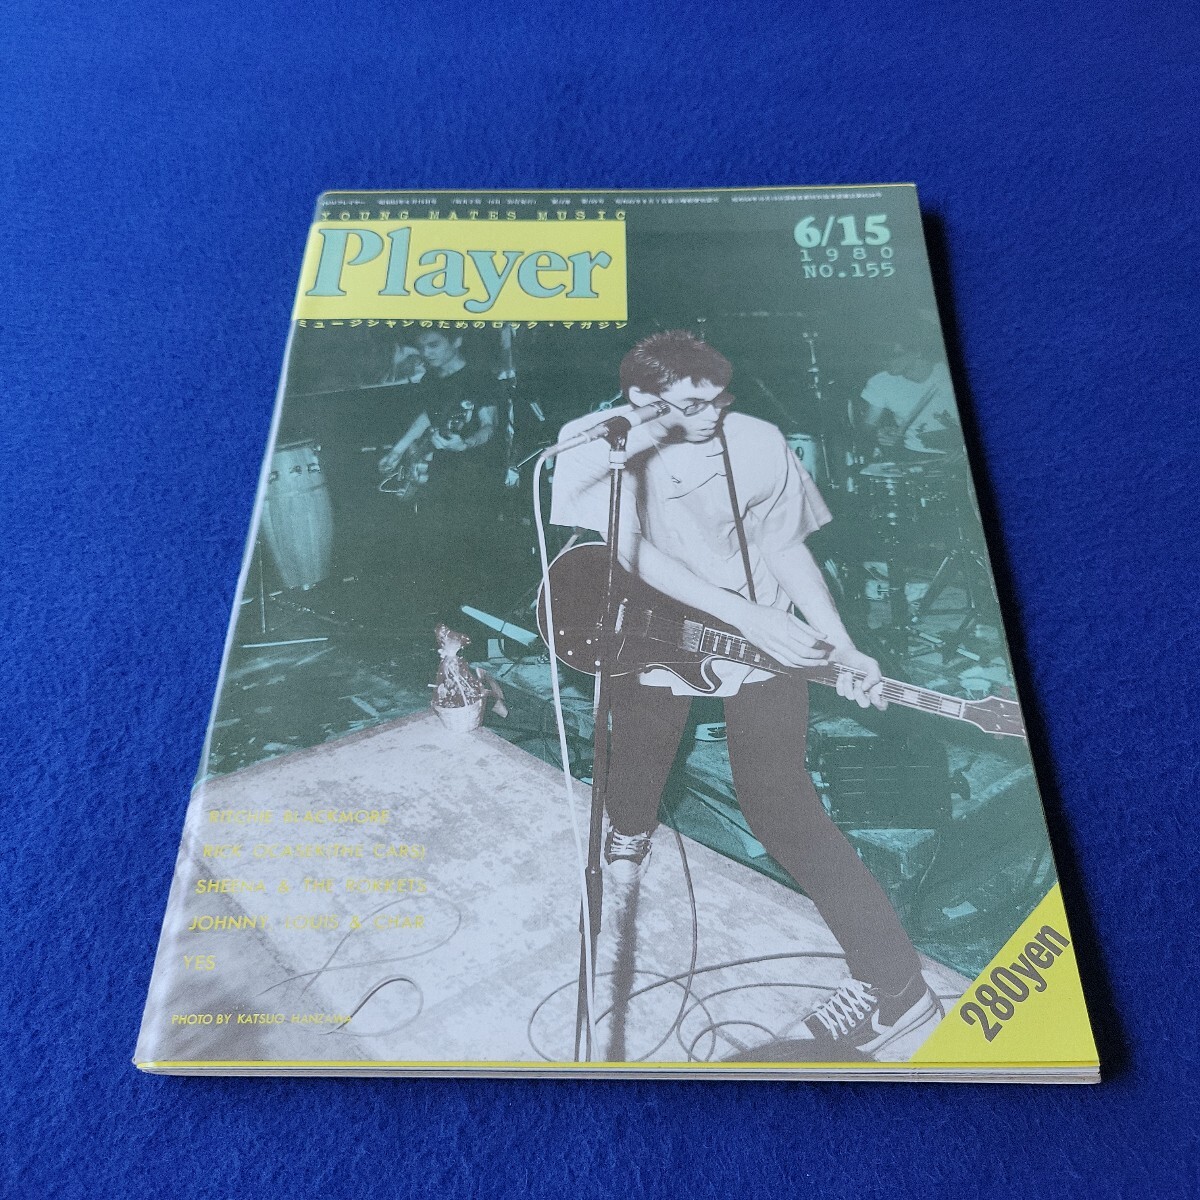 YOUNG MATES MUSIC
Player
ミュージシャンのためのロック・マガジン
6/15
1980
NO.155
RITCHIE BLACKMORE
RICK OCASEK(THE CARS)
SHEENA & THE ROKKETS
JOHNNY, LOUIS & CHAR
YES
PHOTO BY KATSUO HANZAWA
280yen